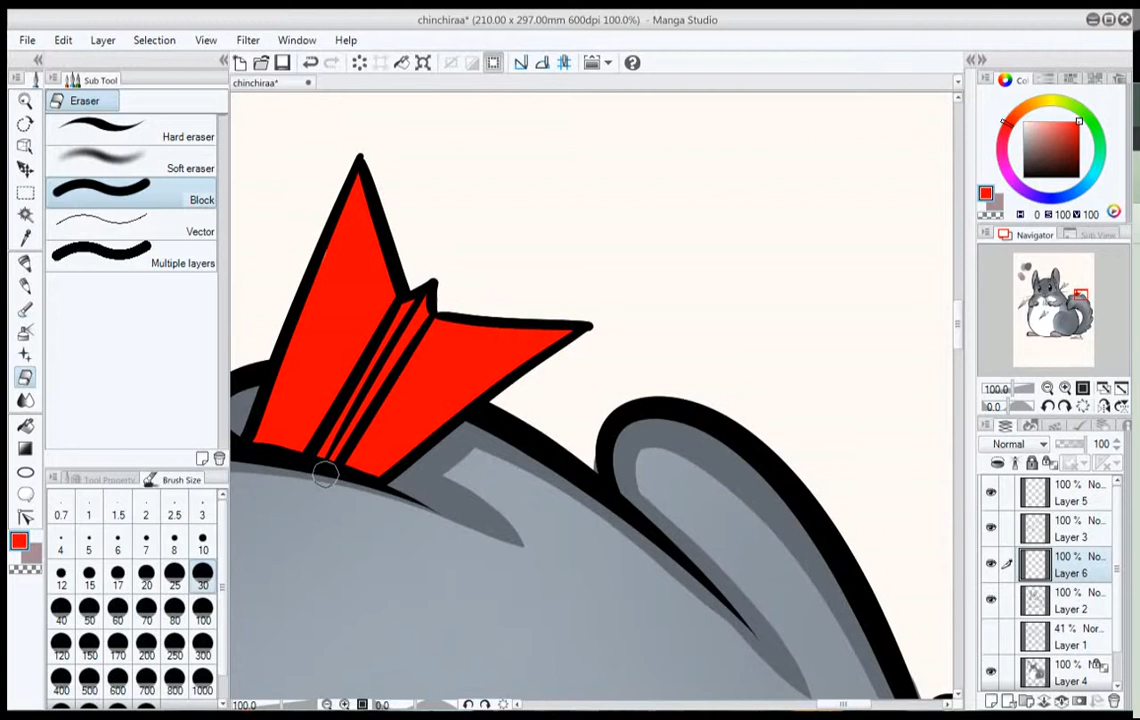 chinchiraa* (210.00 x 297.00mm 600dpi 100.0%) - Manga Studio
File Edit Layer Selection View Filter Window Help
Sub Tool
chinchiraa*
Eraser
Hard eraser
Soft eraser
Block
Vector
Multiple layers
H 0 S 100 V 100
Navigator Sub View
100.0
0.0
Normal 100
100 % No...
Layer 5
100 % No...
Layer 3
100 % No...
Layer 6
100 % No...
Layer 2
41 % Nor...
Layer 1
100 % No...
Layer 4
Tool Property Brush Size
0.7 1 1.5 2 2.5 3
4 5 6 7 8 10
12 15 17 20 25 30
40 50 60 70 80 100
120 150 170 200 250 300
400 500 600 700 800 1000
100.0 0.0